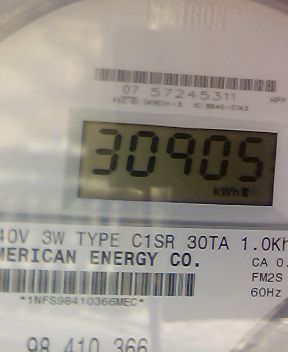 ITRON
07 57245311
30905
kWh
40V 3W TYPE C1SR 30TA 1.0Kh
MERICAN ENERGY CO.
CA 0.
FM2S
60Hz
*1NFS98410366MEC*
98 410 366